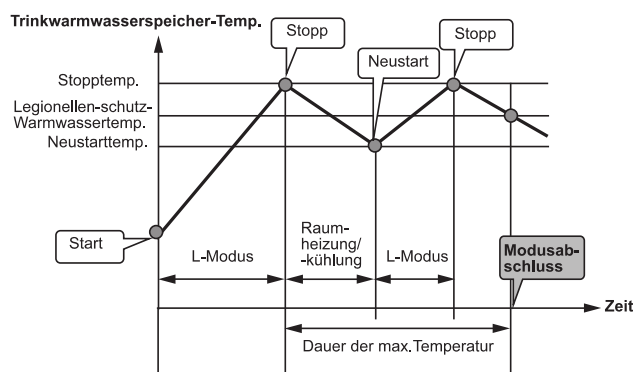 Trinkwarmwasserspeicher-Temp.
Stopp
Stopp
Neustart
Stopptemp.
Legionellen-schutz-
Warmwassertemp.
Neustarttemp.
Start
L-Modus
Raum-
heizung/
-kühlung
L-Modus
Modusab-
schluss
Zeit
Dauer der max.Temperatur